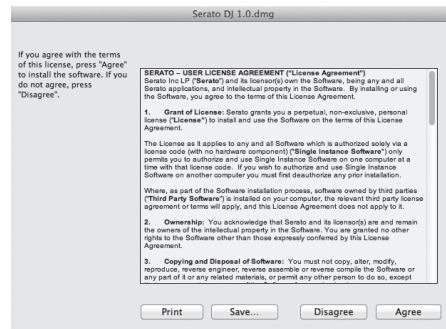 Serato DJ 1.0.dmg
If you agree with the terms
of this license, press "Agree"
to install the software. If you
do not agree, press
"Disagree".
SERATO – USER LICENSE AGREEMENT ("License Agreement")
Serato Inc LP ("Serato") and its licensor(s) own the Software, being any and all
Serato applications, and intellectual property in the Software. By installing or using
the Software, you agree to the terms of this License Agreement.
1. Grant of License: Serato grants you a perpetual, non-exclusive, personal
license ("License") to install and use the Software on the terms of this License
Agreement.
The License as it applies to any and all Software which is authorized solely via a
license code (with no hardware component) ("Single Instance Software") only
permits you to authorize and use Single Instance Software on one computer at a
time with that license code. If you wish to authorize and use Single Instance
Software on another computer you must first deauthorize any prior installation.
Where, as part of the Software installation process, software owned by third parties
("Third Party Software") is installed on your computer, the relevant third party license
agreement or terms will apply, and this License Agreement does not apply to it.
2. Ownership: You acknowledge that Serato and its licensor(s) are and remain
the owners of the intellectual property in the Software. You are granted no other
rights to the Software other than those expressly conferred by this License
Agreement.
3. Copying and Disposal of Software: You must not copy, alter, modify,
reproduce, reverse engineer, reverse assemble or reverse compile the Software or
any part of it or any related materials, or permit any other person to do so, except
Print Save... Disagree Agree